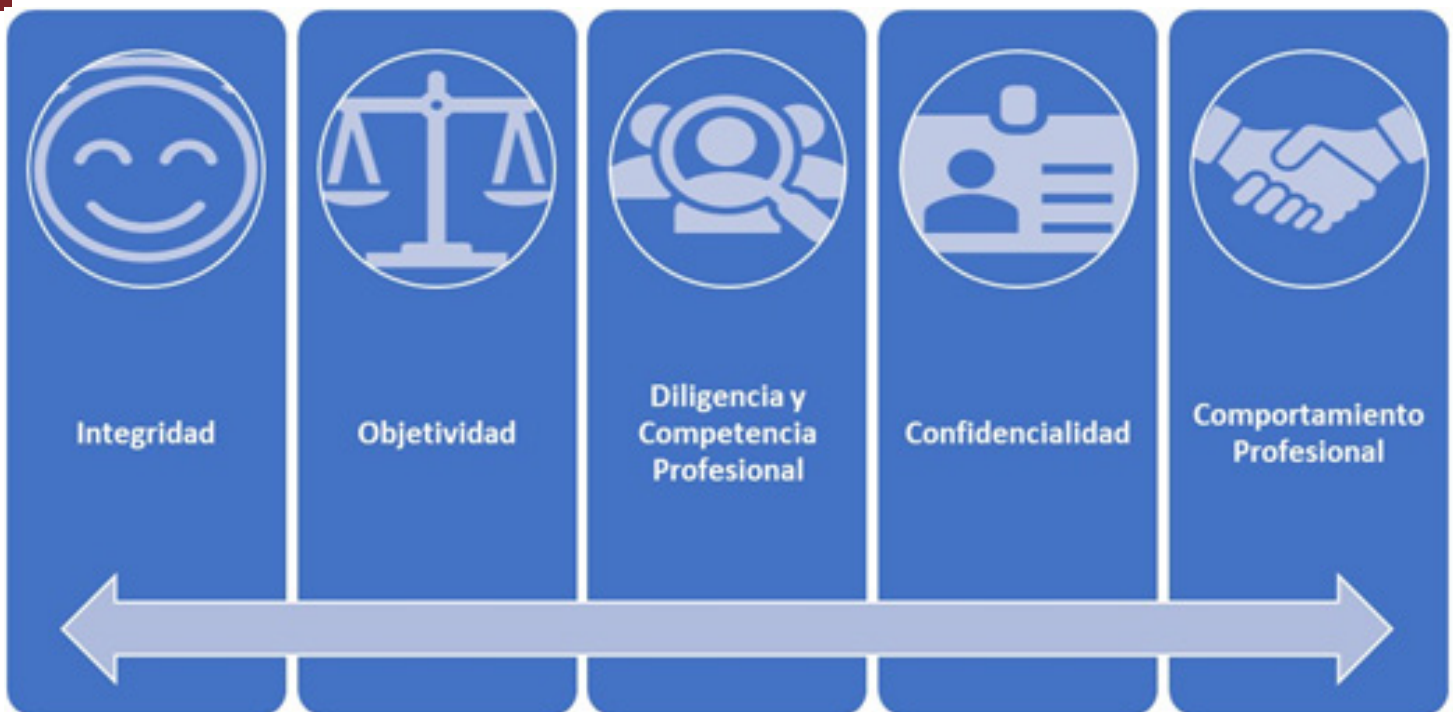 Integridad
Objetividad
Diligencia y
Competencia
Profesional
Confidencialidad
Comportamiento
Profesional